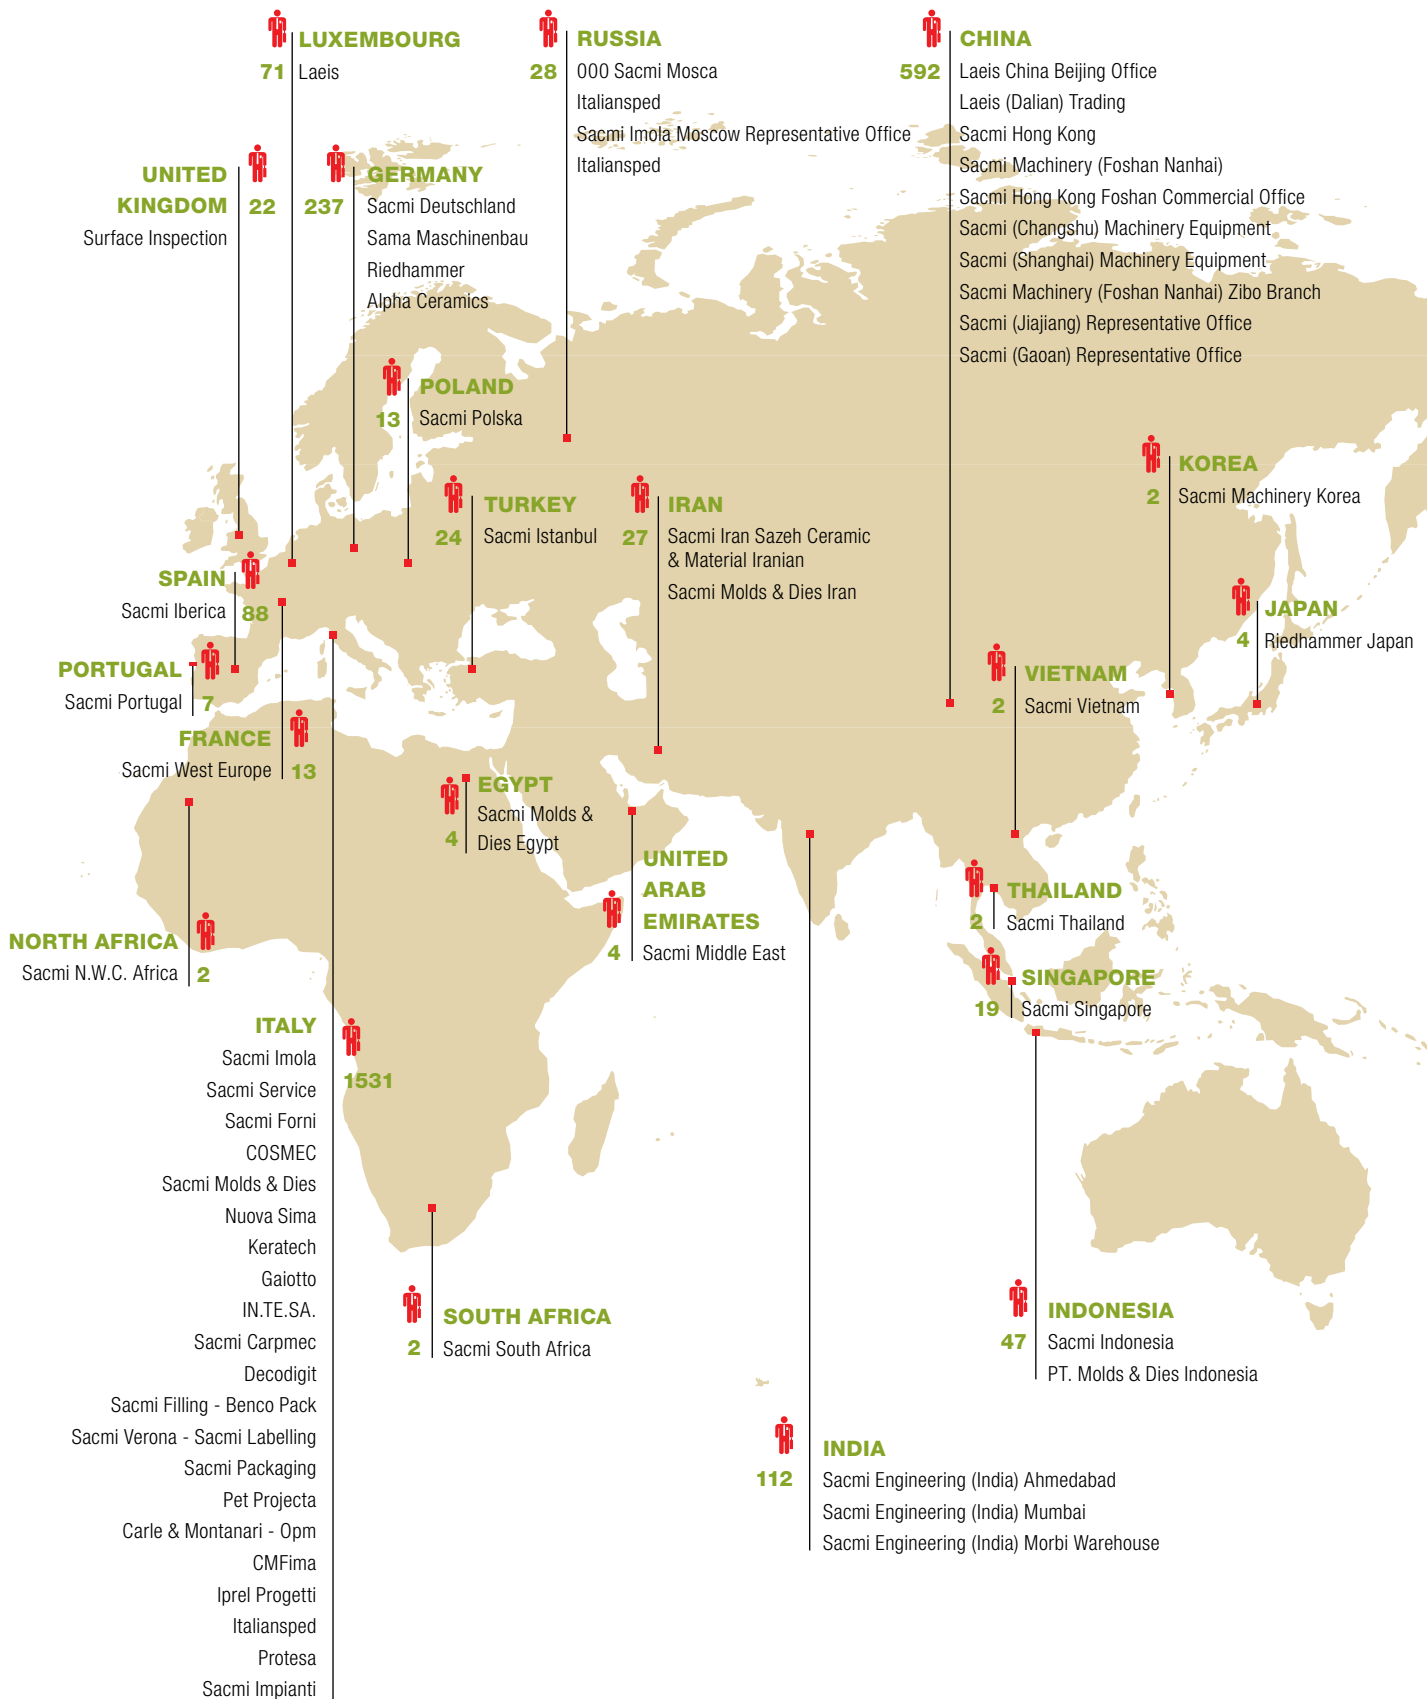 LUXEMBOURG
71
Laeis
RUSSIA
28
000 Sacmi Mosca
Italiansped
Sacmi Imola Moscow Representative Office
Italiansped
CHINA
592
Laeis China Beijing Office
Laeis (Dalian) Trading
Sacmi Hong Kong
Sacmi Machinery (Foshan Nanhai)
Sacmi Hong Kong Foshan Commercial Office
Sacmi (Changshu) Machinery Equipment
Sacmi (Shanghai) Machinery Equipment
Sacmi Machinery (Foshan Nanhai) Zibo Branch
Sacmi (Jiajiang) Representative Office
Sacmi (Gaoan) Representative Office
UNITED
KINGDOM
22
Surface Inspection
GERMANY
237
Sacmi Deutschland
Sama Maschinenbau
Riedhammer
Alpha Ceramics
POLAND
13
Sacmi Polska
KOREA
2
Sacmi Machinery Korea
TURKEY
24
Sacmi Istanbul
IRAN
27
Sacmi Iran Sazeh Ceramic
& Material Iranian
Sacmi Molds & Dies Iran
SPAIN
Sacmi Iberica
88
JAPAN
4
Riedhammer Japan
PORTUGAL
Sacmi Portugal
7
VIETNAM
2
Sacmi Vietnam
FRANCE
Sacmi West Europe
13
EGYPT
4
Sacmi Molds &
Dies Egypt
UNITED
ARAB
EMIRATES
4
Sacmi Middle East
THAILAND
2
Sacmi Thailand
NORTH AFRICA
Sacmi N.W.C. Africa
2
SINGAPORE
19
Sacmi Singapore
ITALY
1531
Sacmi Imola
Sacmi Service
Sacmi Forni
COSMEC
Sacmi Molds & Dies
Nuova Sima
Keratech
Gaiotto
IN.TE.SA.
Sacmi Carpmec
Decodigit
Sacmi Filling - Benco Pack
Sacmi Verona - Sacmi Labelling
Sacmi Packaging
Pet Projecta
Carle & Montanari - Opm
CMFima
Iprel Progetti
Italiansped
Protesa
Sacmi Impianti
SOUTH AFRICA
2
Sacmi South Africa
INDONESIA
47
Sacmi Indonesia
PT. Molds & Dies Indonesia
INDIA
112
Sacmi Engineering (India) Ahmedabad
Sacmi Engineering (India) Mumbai
Sacmi Engineering (India) Morbi Warehouse